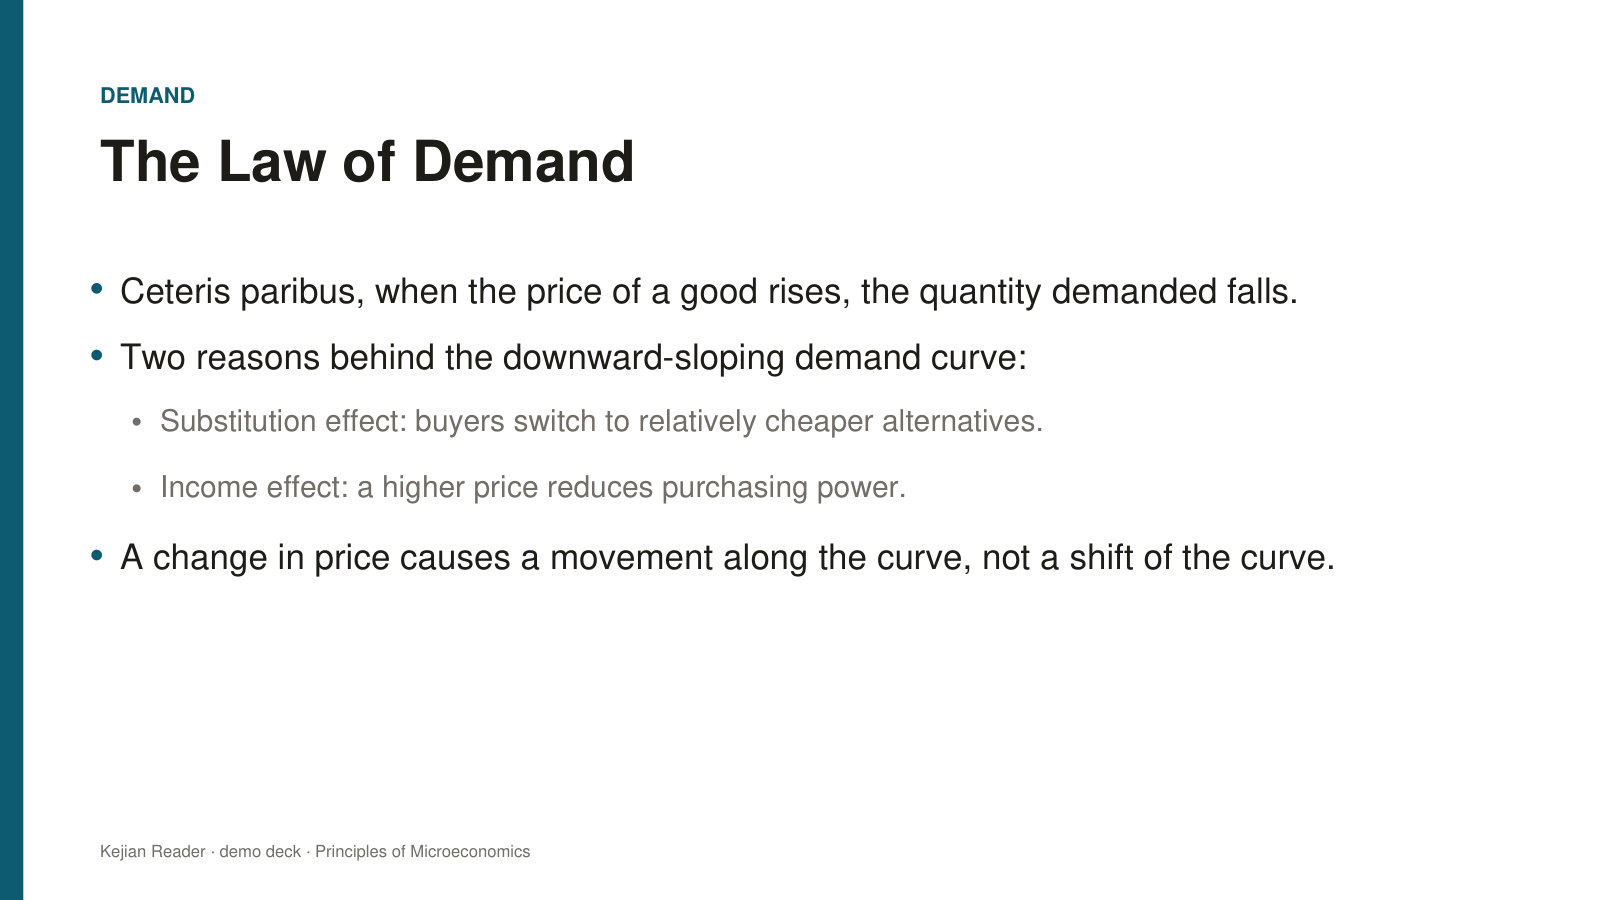 DEMAND
The Law of Demand
• Ceteris paribus, when the price of a good rises, the quantity demanded falls.
• Two reasons behind the downward-sloping demand curve:
• Substitution effect: buyers switch to relatively cheaper alternatives.
• Income effect: a higher price reduces purchasing power.
• A change in price causes a movement along the curve, not a shift of the curve.
Kejian Reader · demo deck · Principles of Microeconomics